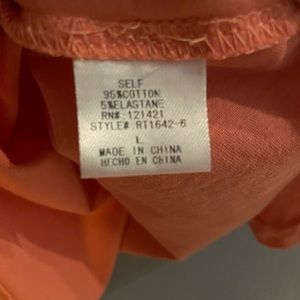 SELF
95%COTTON
5%ELASTANE
RN# 121421
STYLE# RT1642-6
L
MADE IN CHINA
HECHO EN CHINA